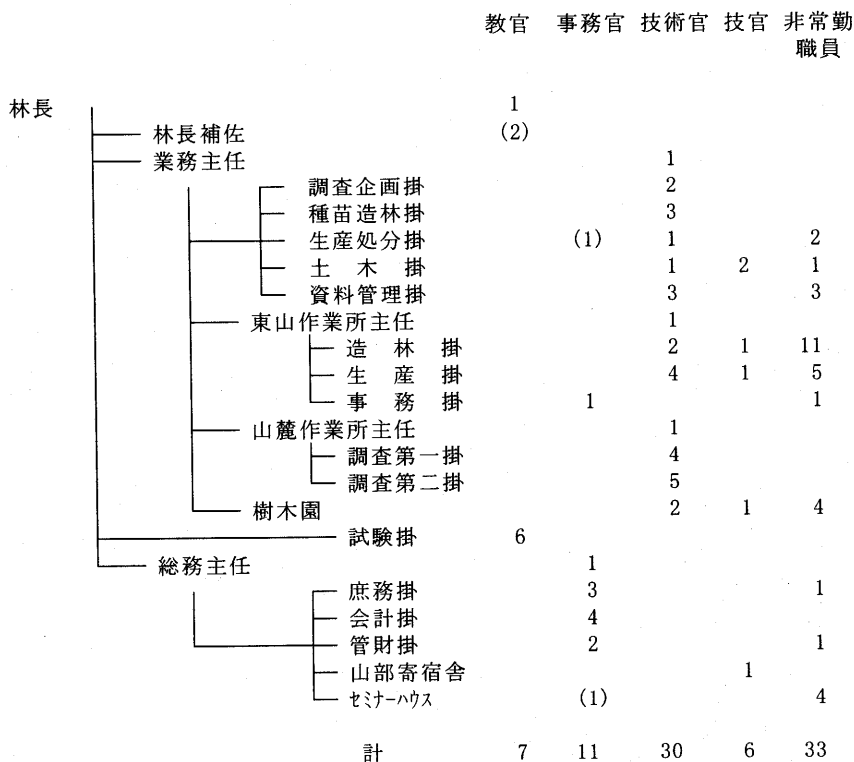 教官 事務官 技術官 技官 非常勤
職員
林長 1
林長補佐 (2)
業務主任 1
調査企画掛 2
種苗造林掛 3
生産処分掛 (1) 1 2
土木掛 1 2 1
資料管理掛 3 3
東山作業所主任 1
造林掛 2 1 11
生産掛 4 1 5
事務掛 1 1
山麓作業所主任 1
調査第一掛 4
調査第二掛 5
樹木園 2 1 4
試験掛 6
総務主任 1
庶務掛 3 1
会計掛 4
管財掛 2 1
山部寄宿舎 1
セミナーハウス (1) 4
計 7 11 30 6 33